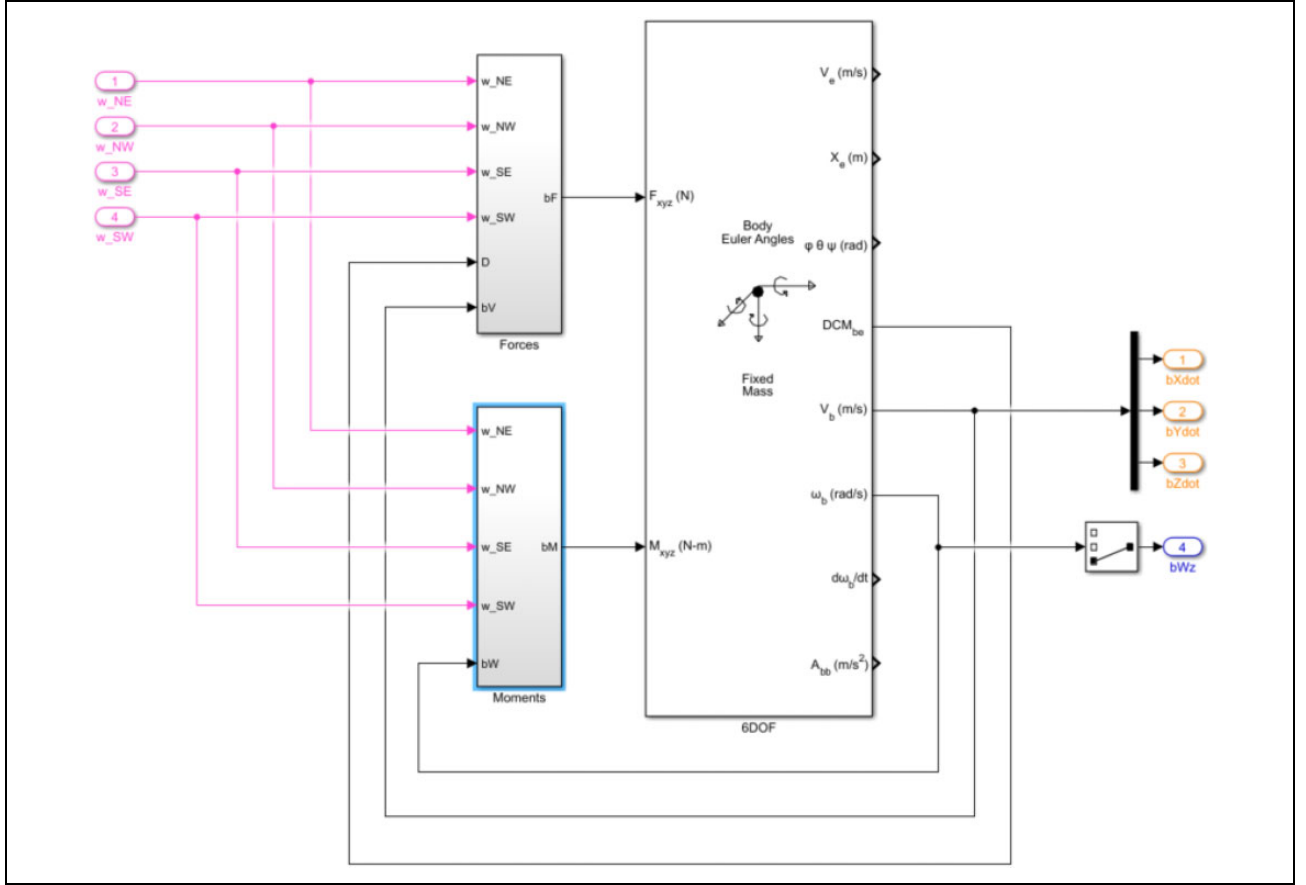 1
w_NE
2
w_NW
3
w_SE
4
w_SW
w_NE
w_NW
w_SE
w_SW
D
bV
bF
Forces
w_NE
w_NW
w_SE
w_SW
bW
bM
Moments
F_xyz (N)
M_xyz (N-m)
Body
Euler Angles
Fixed
Mass
V_e (m/s)
X_e (m)
φ θ ψ (rad)
DCM_be
V_b (m/s)
ω_b (rad/s)
dω_b/dt
A_bb (m/s²)
6DOF
1
bXdot
2
bYdot
3
bZdot
4
bWz